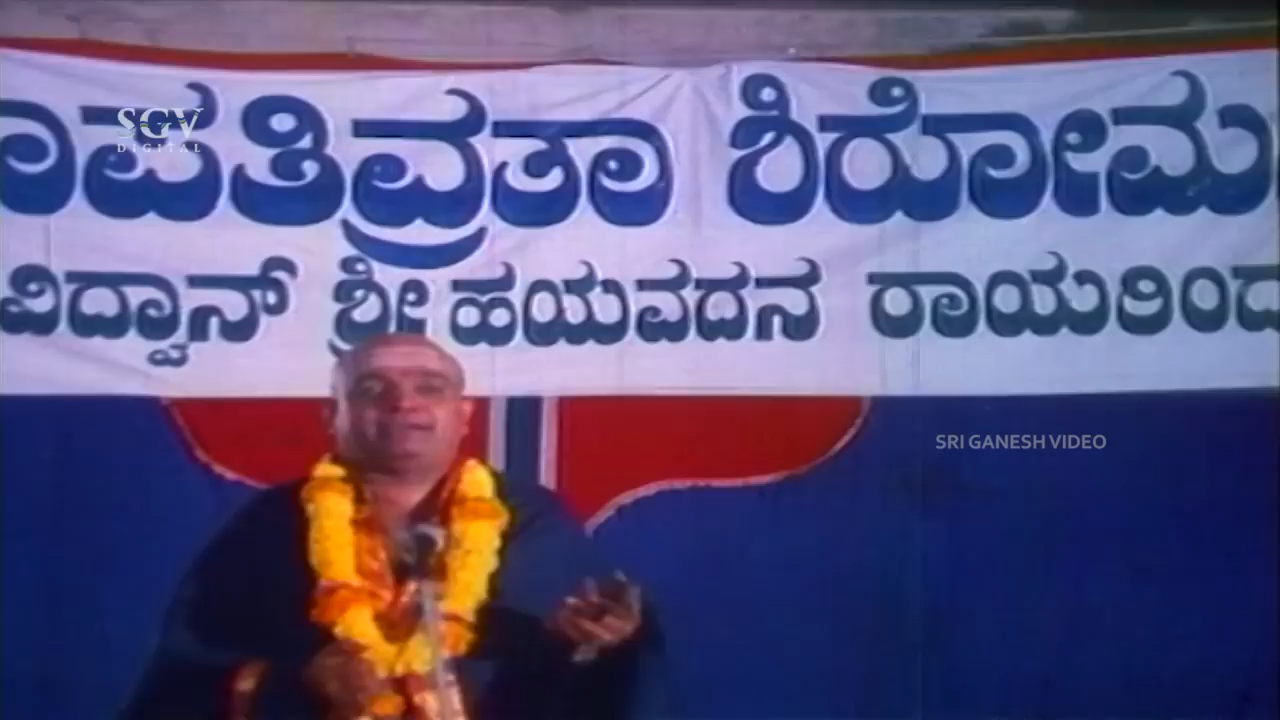 ಾಪತಿವ್ರತಾ ಶಿರೋಮ
SGV
DIGITAL
ವಿದ್ವಾನ್ ಶ್ರೀ ಹಯವದನ ರಾಯರಿಂದ
SRI GANESH VIDEO